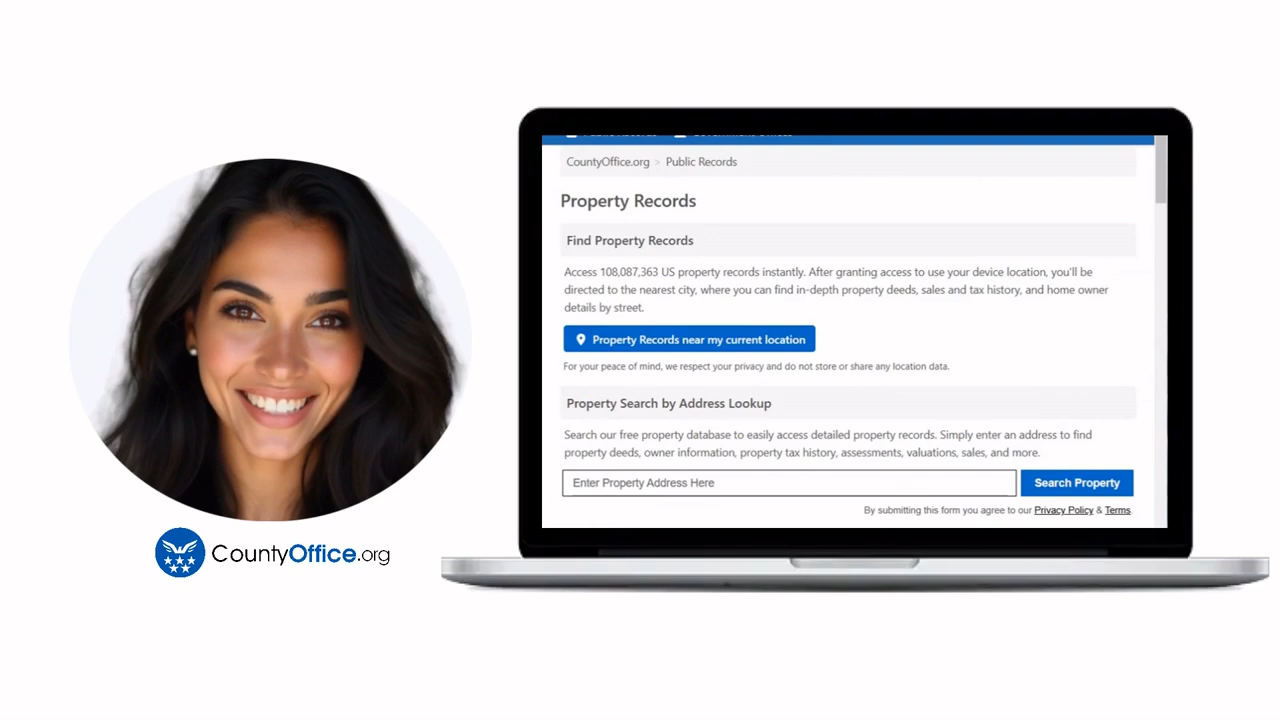 CountyOffice.org > Public Records
Property Records
Find Property Records
Access 108,087,363 US property records instantly. After granting access to use your device location, you'll be
directed to the nearest city, where you can find in-depth property deeds, sales and tax history, and home owner
details by street.
Property Records near my current location
For your peace of mind, we respect your privacy and do not store or share any location data.
Property Search by Address Lookup
Search our free property database to easily access detailed property records. Simply enter an address to find
property deeds, owner information, property tax history, assessments, valuations, sales, and more.
Enter Property Address Here
Search Property
By submitting this form you agree to our Privacy Policy & Terms.
CountyOffice.org